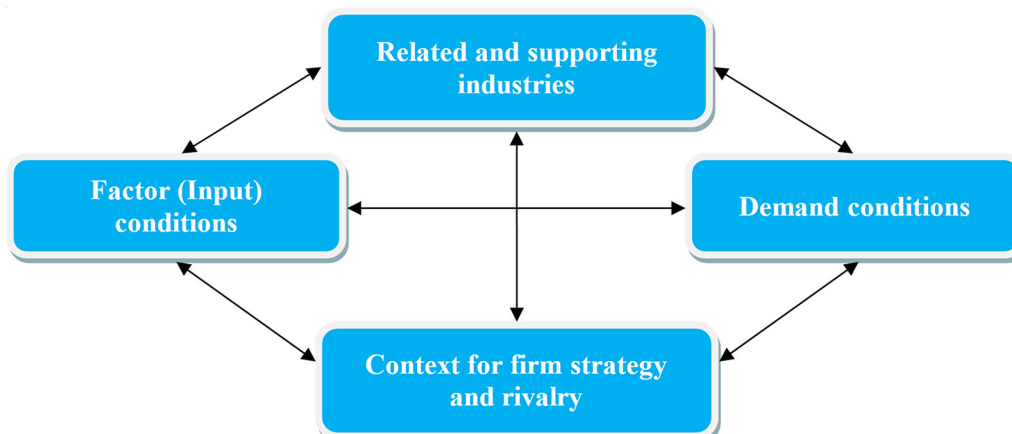 Related and supporting
industries
Factor (Input)
conditions
Demand conditions
Context for firm strategy
and rivalry